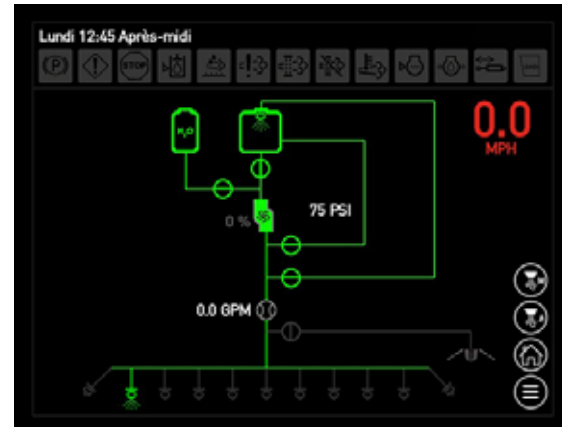 Lundi 12:45 Après-midi
(P) STOP
H₂O
0.0
MPH
0 %
75 PSI
0.0 GPM